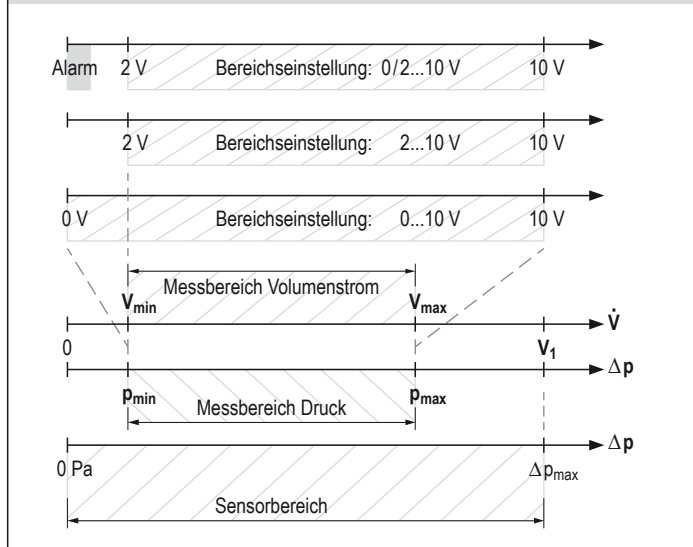 Alarm 2 V Bereichseinstellung: 0/2...10 V 10 V
2 V Bereichseinstellung: 2...10 V 10 V
0 V Bereichseinstellung: 0...10 V 10 V
Messbereich Volumenstrom
Vmin Vmax
V̇
0 V1
Δp
pmin pmax
Messbereich Druck
Δp
0 Pa Δpmax
Sensorbereich